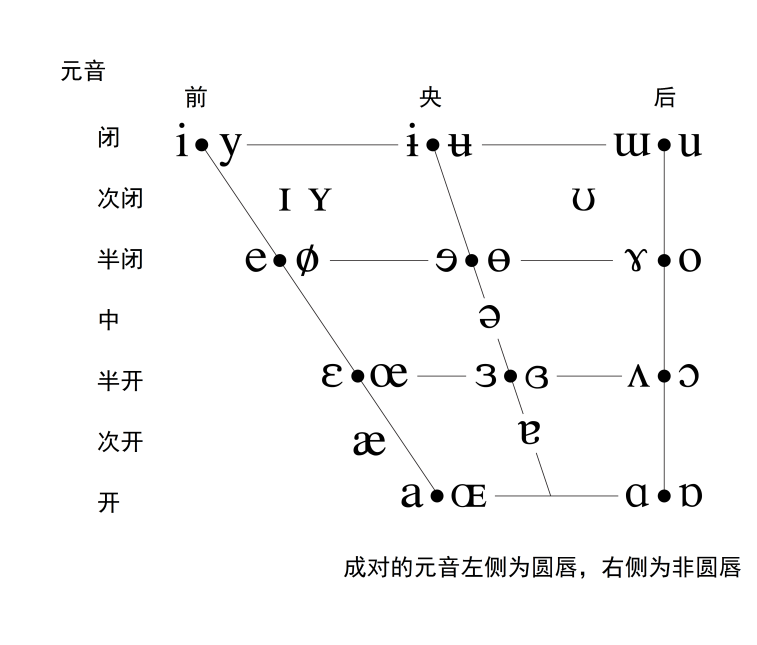 元音
前 央 后
闭 i y ɨ ʉ ɯ u
次闭 ɪ ʏ ʊ
半闭 e ø ɘ ɵ ɤ o
中 ə
半开 ɛ œ ɜ ɞ ʌ ɔ
次开 æ ɐ
开 a ɶ ɑ ɒ
成对的元音左侧为圆唇，右侧为非圆唇